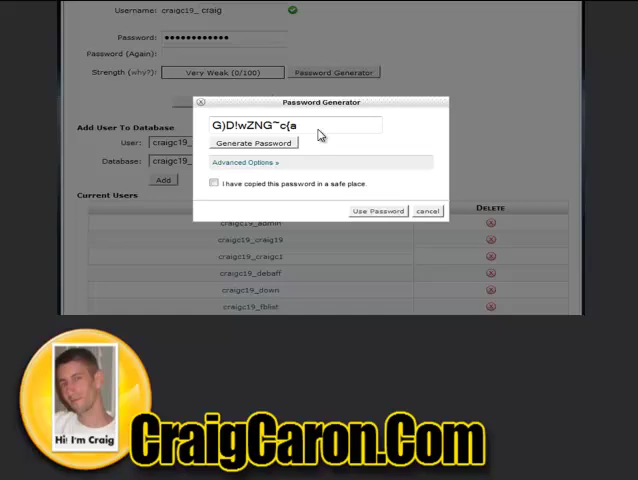 Username: craigc19_ craig
Password: ••••••••••••
Password (Again):
Strength (why?): Very Weak (0/100) Password Generator
Password Generator
G)D!wZNG~c{a
Generate Password
Advanced Options »
I have copied this password in a safe place.
Use Password cancel
Add User To Database
User: craigc19_
Database: craigc19_
Add
Current Users
DELETE
craigc19_admin
craigc19_craig19
craigc19_craigc1
craigc19_debaff
craigc19_down
craigc19_fblist
Hi! I'm Craig
CraigCaron.Com